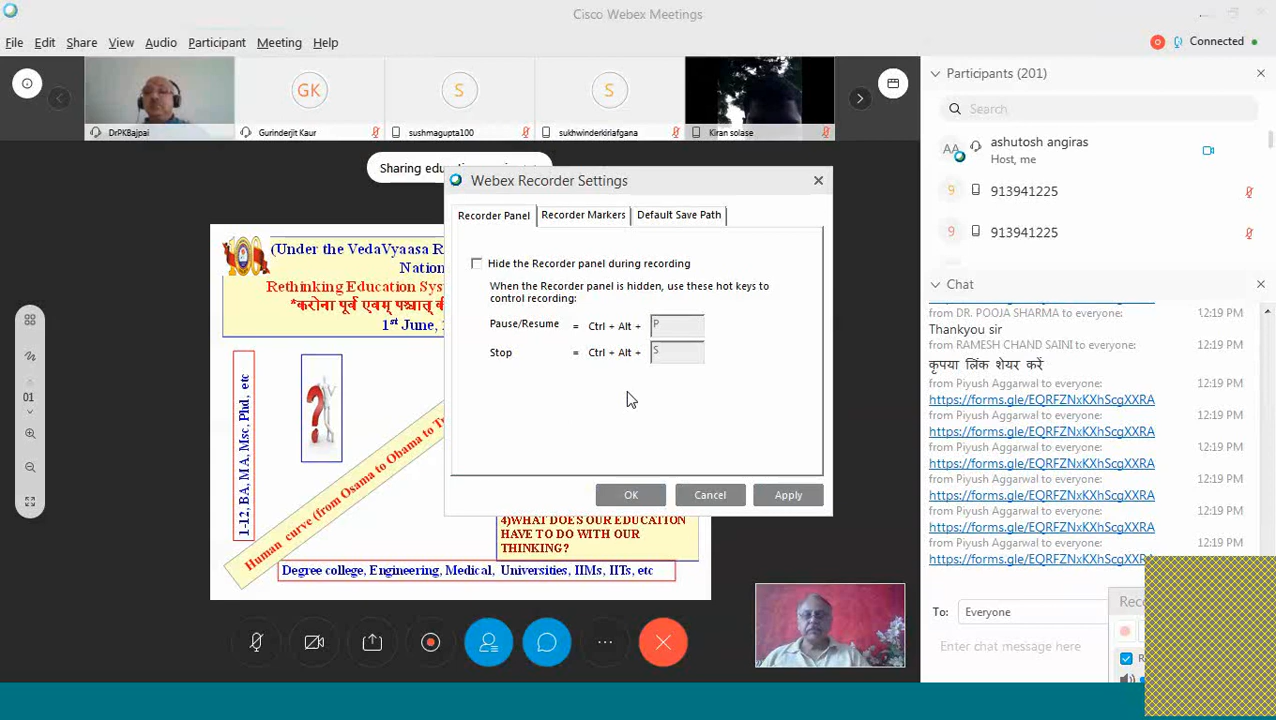 Cisco Webex Meetings
File Edit Share View Audio Participant Meeting Help
Connected
GK
S
S
DrPKBajpai
Gurinderjit Kaur
sushmagupta100
sukhwinderkiriafgana
Kiran solase
Participants (201)
Search
AA
ashutosh angiras
Host, me
9
913941225
9
913941225
Chat
from DR. POOJA SHARMA to everyone: 12:19 PM
Thankyou sir
from RAMESH CHAND SAINI to everyone: 12:19 PM
कृपया लिंक शेयर करें
from Piyush Aggarwal to everyone: 12:19 PM
https://forms.gle/EQRFZNxKXhScgXXRA
from Piyush Aggarwal to everyone: 12:19 PM
https://forms.gle/EQRFZNxKXhScgXXRA
from Piyush Aggarwal to everyone: 12:19 PM
https://forms.gle/EQRFZNxKXhScgXXRA
from Piyush Aggarwal to everyone: 12:19 PM
https://forms.gle/EQRFZNxKXhScgXXRA
from Piyush Aggarwal to everyone: 12:19 PM
https://forms.gle/EQRFZNxKXhScgXXRA
from Piyush Aggarwal to everyone: 12:19 PM
https://forms.gle/EQRFZNxKXhScgXXRA
To: Everyone
Enter chat message here
Sharing
Webex Recorder Settings
Recorder Panel
Recorder Markers
Default Save Path
Hide the Recorder panel during recording
When the Recorder panel is hidden, use these hot keys to
control recording:
Pause/Resume = Ctrl + Alt + P
Stop = Ctrl + Alt + S
OK Cancel Apply
(Under the VedaVyaasa R
Nation
Rethinking Education Sys
*करोना पूर्व एवम् पश्चात्
1st June,
1-12, BA, MA, Msc, Phd, etc
Human curve (from Osama to Obama to
4)WHAT DOES OUR EDUCATION
HAVE TO DO WITH OUR
THINKING?
Degree college, Engineering, Medical, Universities, IIMs, IITs, etc
01